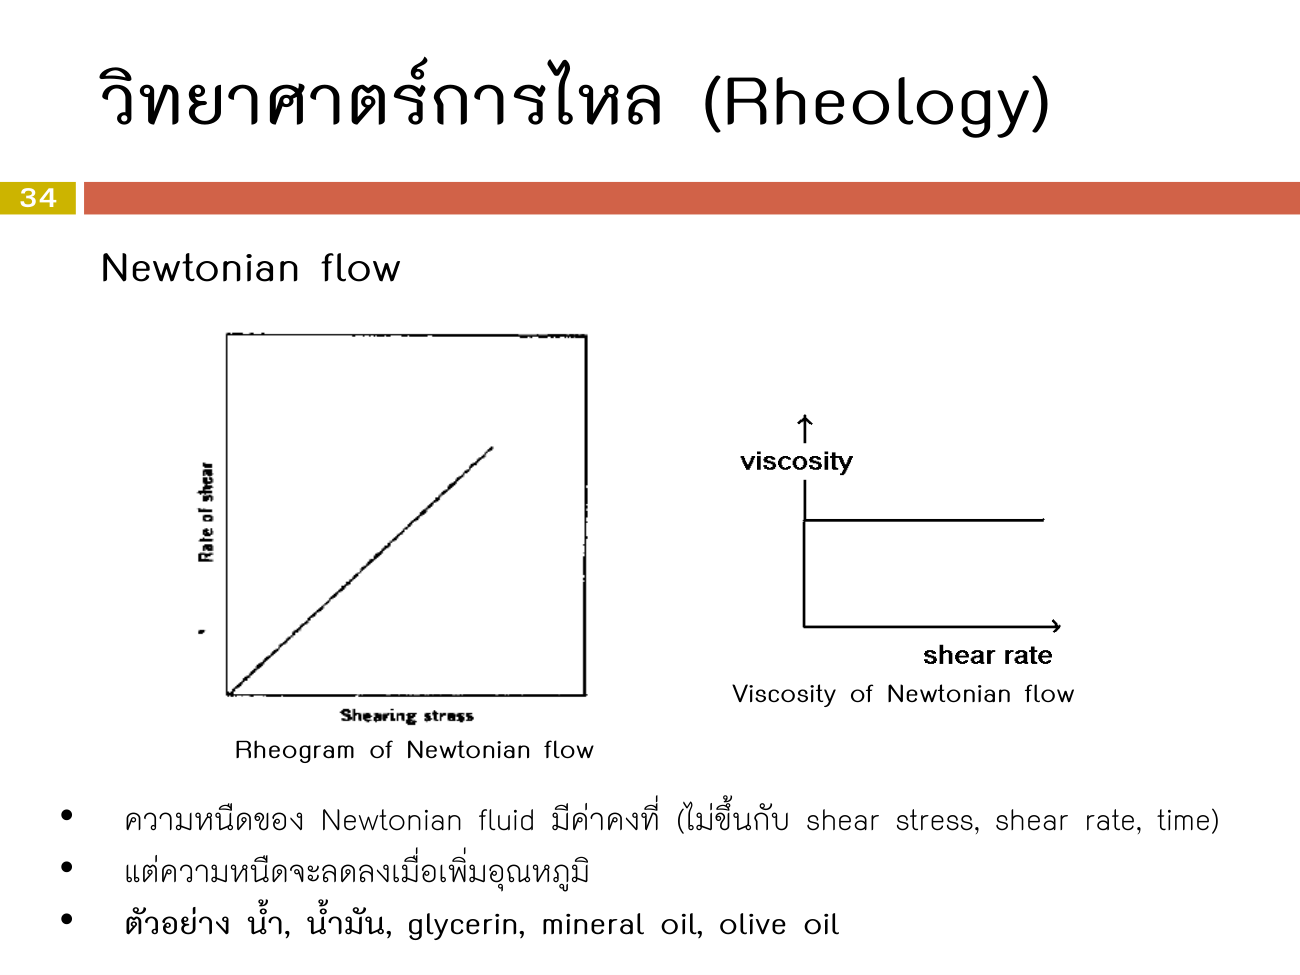 วิทยาศาตร์การไหล (Rheology)
34
Newtonian flow
Rate of shear
Shearing stress
Rheogram of Newtonian flow
viscosity
shear rate
Viscosity of Newtonian flow
• ความหนืดของ Newtonian fluid มีค่าคงที่ (ไม่ขึ้นกับ shear stress, shear rate, time)
• แต่ความหนืดจะลดลงเมื่อเพิ่มอุณหภูมิ
• ตัวอย่าง น้ำ, น้ำมัน, glycerin, mineral oil, olive oil